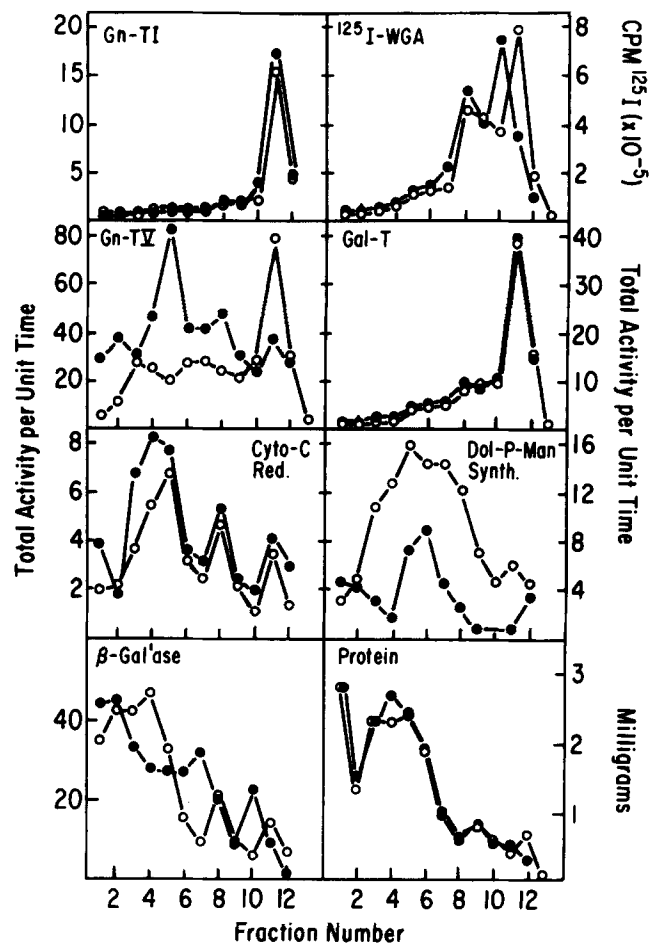 20
15
10
5
Gn-TI
¹²⁵I-WGA
8
6
4
2
CPM ¹²⁵I (x10⁻⁵)
80
60
40
20
Gn-TV
Gal-T
40
30
20
10
Total Activity per Unit Time
Total Activity per Unit Time
8
6
4
2
Cyto-C
Red.
Dol-P-Man
Synth.
16
12
8
4
β-Gal'ase
40
20
Protein
3
2
1
Milligrams
2 4 6 8 10 12
2 4 6 8 10 12
Fraction Number